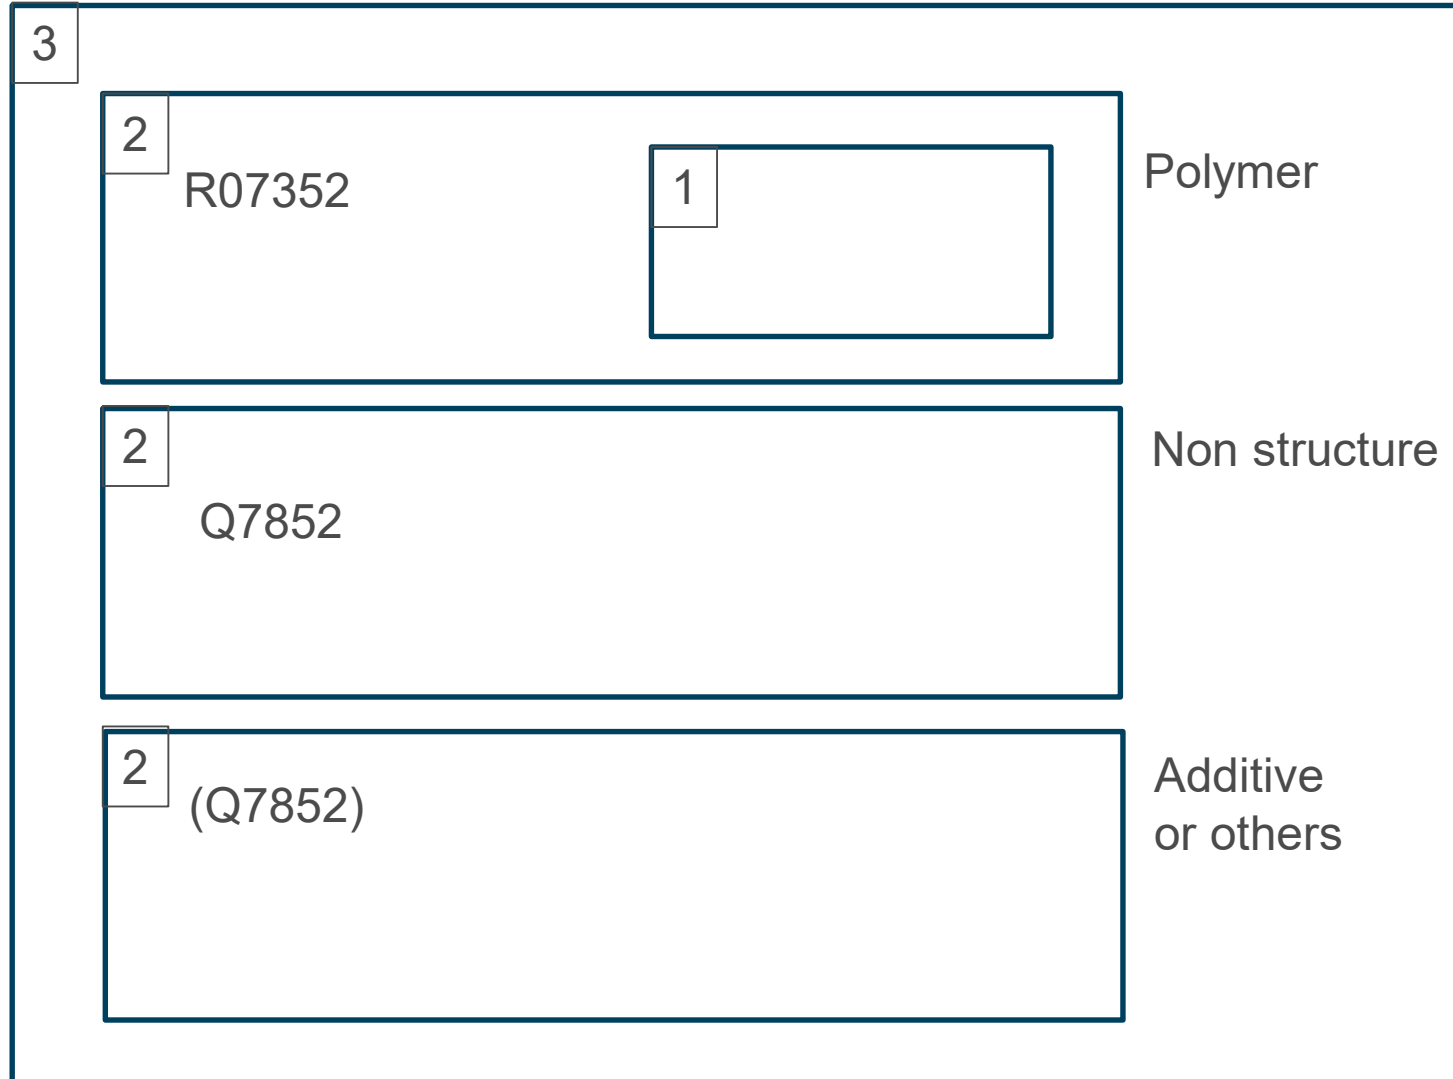 3
2
R07352
1
Polymer
2
Q7852
Non structure
2
(Q7852)
Additive
or others